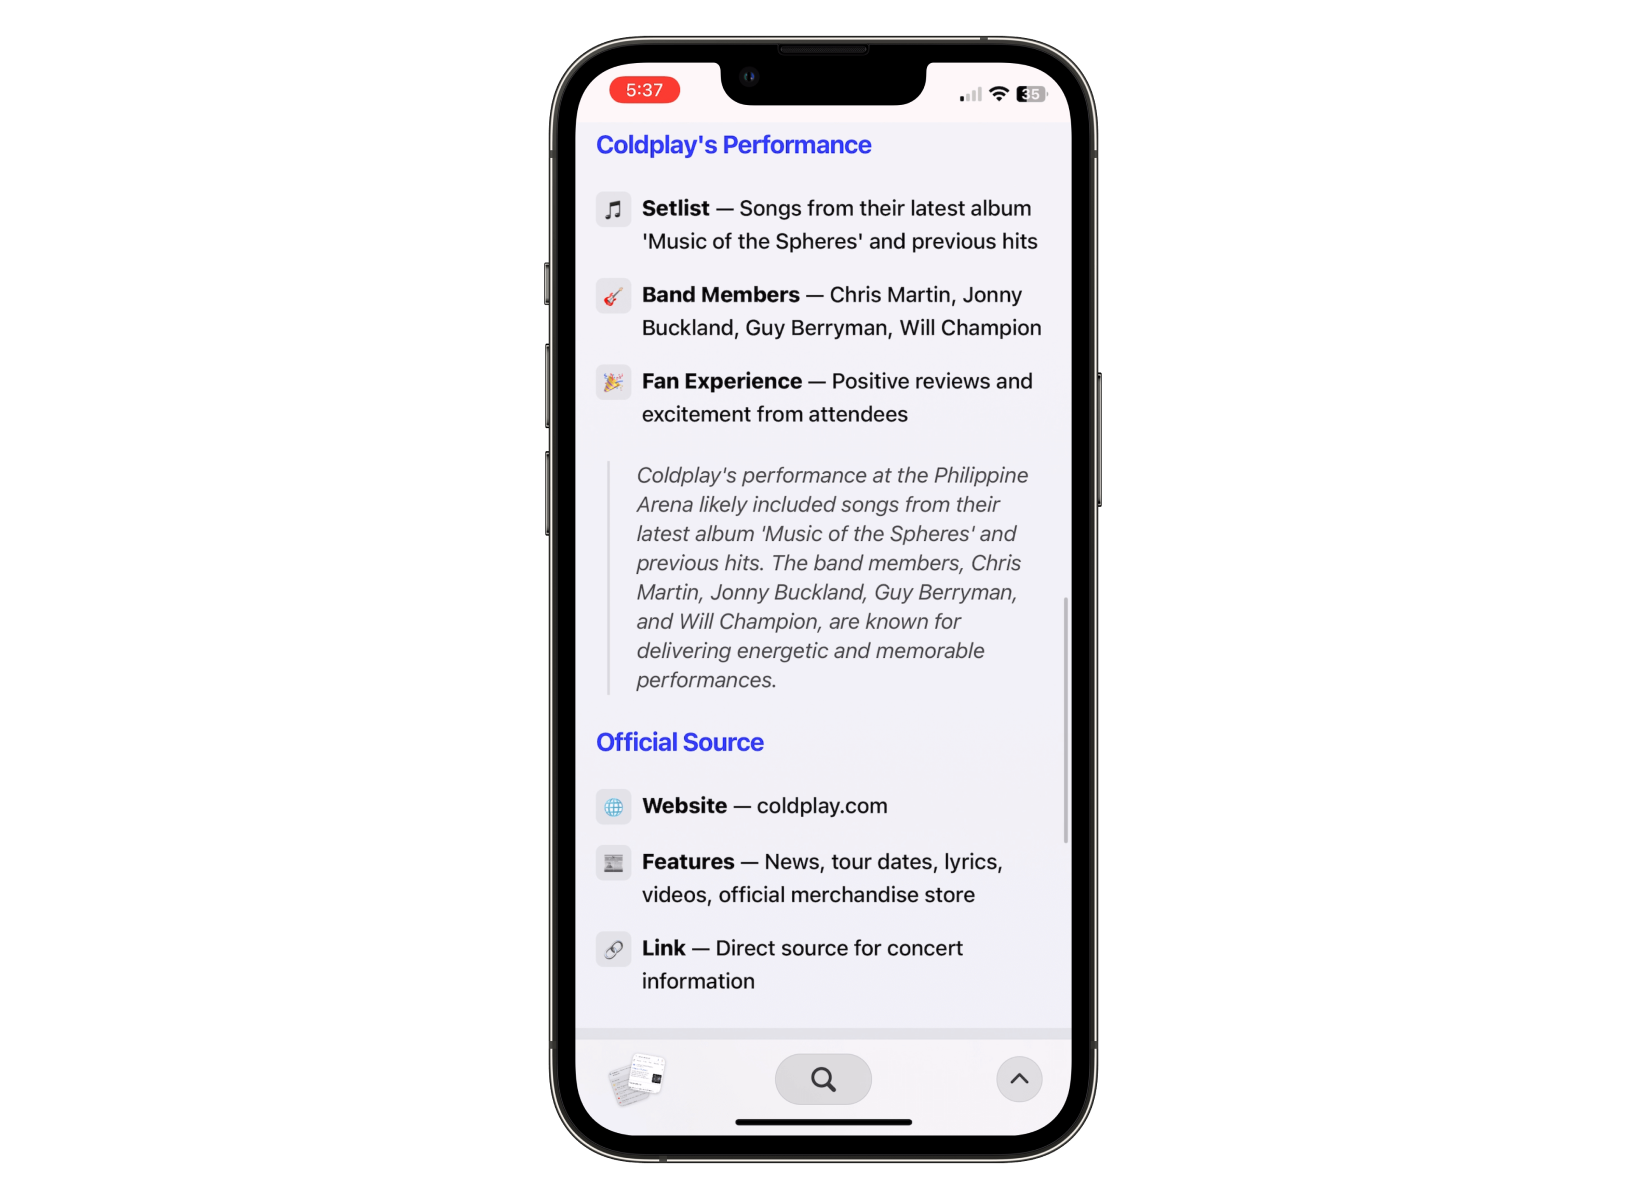 5:37
35
Coldplay's Performance
Setlist — Songs from their latest album
'Music of the Spheres' and previous hits
Band Members — Chris Martin, Jonny
Buckland, Guy Berryman, Will Champion
Fan Experience — Positive reviews and
excitement from attendees
Coldplay's performance at the Philippine
Arena likely included songs from their
latest album 'Music of the Spheres' and
previous hits. The band members, Chris
Martin, Jonny Buckland, Guy Berryman,
and Will Champion, are known for
delivering energetic and memorable
performances.
Official Source
Website — coldplay.com
Features — News, tour dates, lyrics,
videos, official merchandise store
Link — Direct source for concert
information